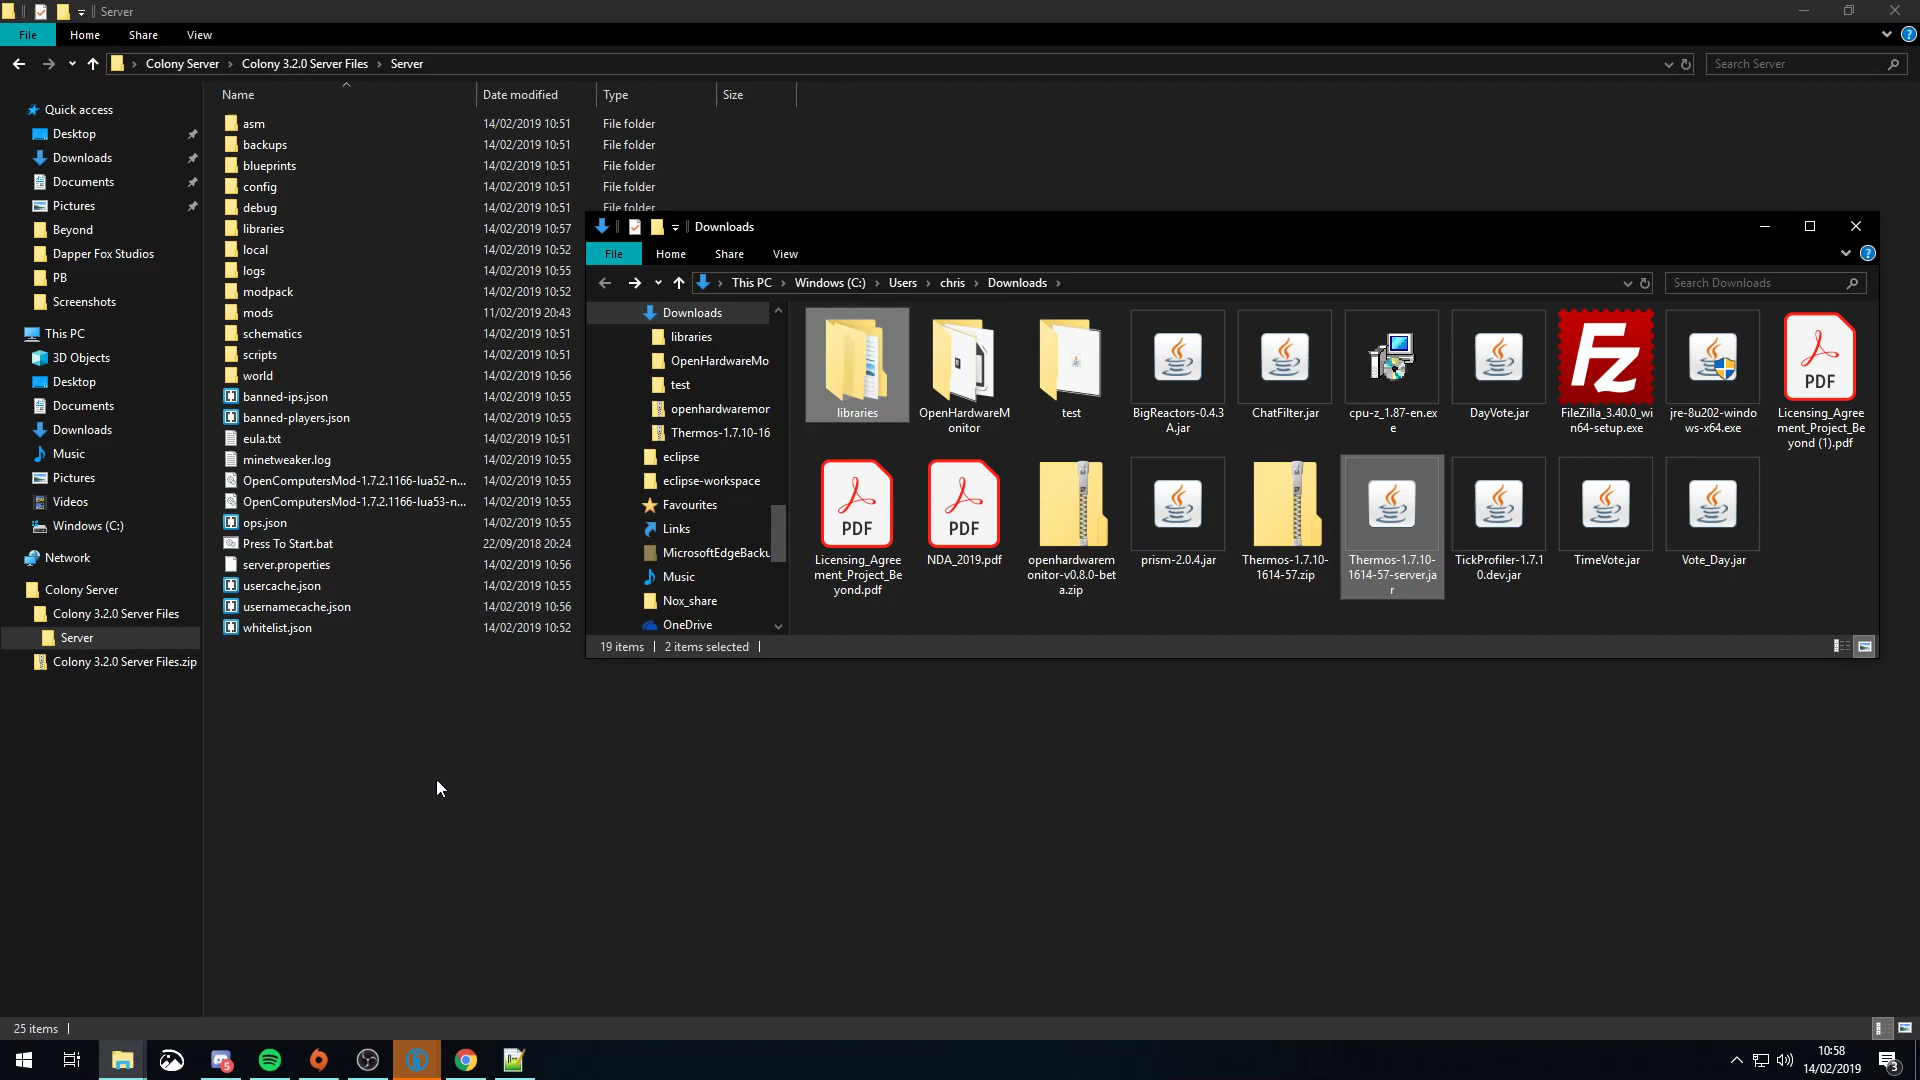 Server
File
Home
Share
View
?
Colony Server
Colony 3.2.0 Server Files
Server
Search Server
Name
Date modified
Type
Size
Quick access
Desktop
Downloads
Documents
Pictures
Beyond
Dapper Fox Studios
PB
Screenshots
This PC
3D Objects
Desktop
Documents
Downloads
Music
Pictures
Videos
Windows (C:)
Network
Colony Server
Colony 3.2.0 Server Files
Server
Colony 3.2.0 Server Files.zip
asm 14/02/2019 10:51 File folder
backups 14/02/2019 10:51 File folder
blueprints 14/02/2019 10:51 File folder
config 14/02/2019 10:51 File folder
debug 14/02/2019 10:51 File folder
libraries 14/02/2019 10:57
local 14/02/2019 10:52
logs 14/02/2019 10:55
modpack 14/02/2019 10:52
mods 11/02/2019 20:43
schematics 14/02/2019 10:51
scripts 14/02/2019 10:51
world 14/02/2019 10:56
banned-ips.json 14/02/2019 10:55
banned-players.json 14/02/2019 10:55
eula.txt 14/02/2019 10:51
minetweaker.log 14/02/2019 10:55
OpenComputersMod-1.7.2.1166-lua52-n... 14/02/2019 10:55
OpenComputersMod-1.7.2.1166-lua53-n... 14/02/2019 10:55
ops.json 14/02/2019 10:55
Press To Start.bat 22/09/2018 20:24
server.properties 14/02/2019 10:56
usercache.json 14/02/2019 10:55
usernamecache.json 14/02/2019 10:56
whitelist.json 14/02/2019 10:52
Downloads
File
Home
Share
View
?
This PC
Windows (C:)
Users
chris
Downloads
Search Downloads
Downloads
libraries
OpenHardwareMo
test
openhardwaremor
Thermos-1.7.10-16
eclipse
eclipse-workspace
Favourites
Links
MicrosoftEdgeBacku
Music
Nox_share
OneDrive
libraries
OpenHardwareM
onitor
test
BigReactors-0.4.3
A.jar
ChatFilter.jar
cpu-z_1.87-en.ex
e
DayVote.jar
Fz
FileZilla_3.40.0_wi
n64-setup.exe
jre-8u202-windo
ws-x64.exe
PDF
Licensing_Agree
ment_Project_Be
yond (1).pdf
PDF
Licensing_Agree
ment_Project_Be
yond.pdf
PDF
NDA_2019.pdf
openhardwarem
onitor-v0.8.0-bet
a.zip
prism-2.0.4.jar
Thermos-1.7.10-
1614-57.zip
Thermos-1.7.10-
1614-57-server.ja
r
TickProfiler-1.7.1
0.dev.jar
TimeVote.jar
Vote_Day.jar
19 items
2 items selected
25 items
5
10:58
14/02/2019
3